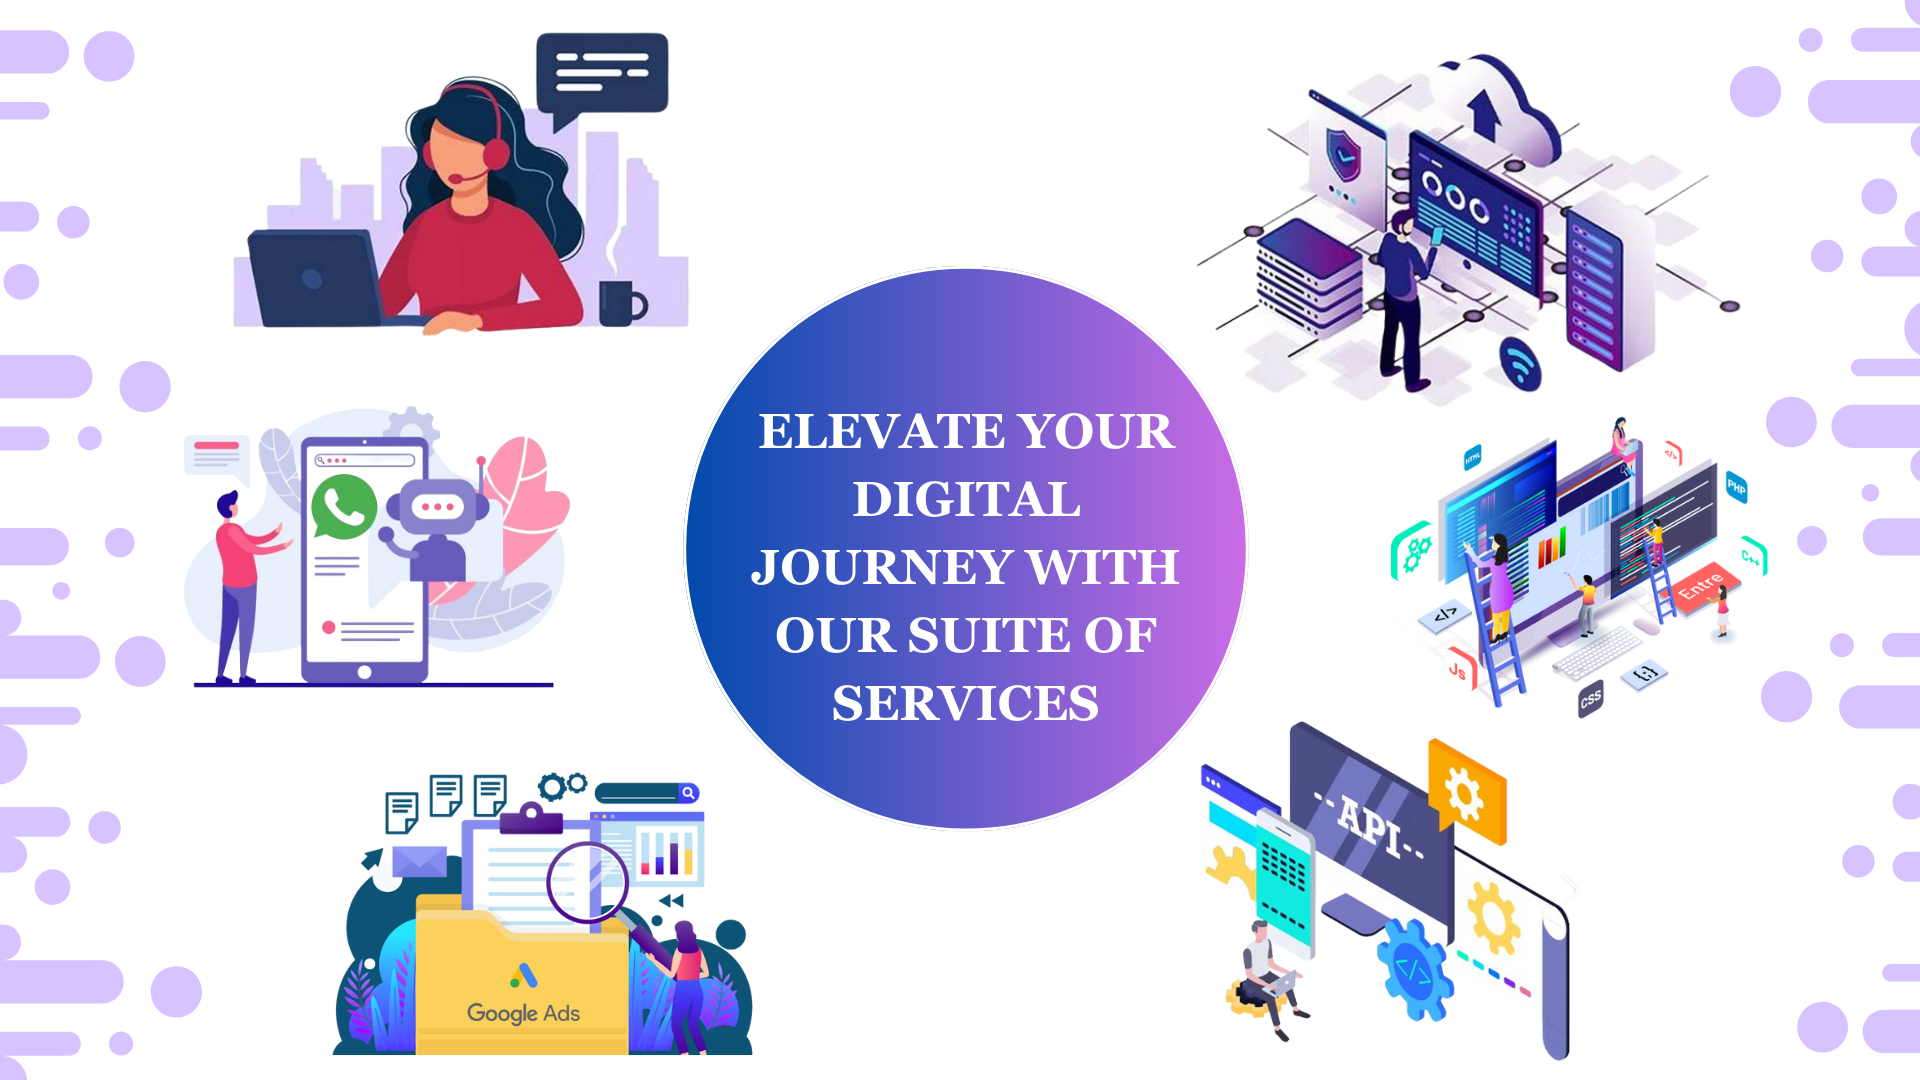 ELEVATE YOUR
DIGITAL
JOURNEY WITH
OUR SUITE OF
SERVICES
Google Ads
HTML
</>
PHP
C++
Entre
</>
Js
{;}
CSS
--API--
</>